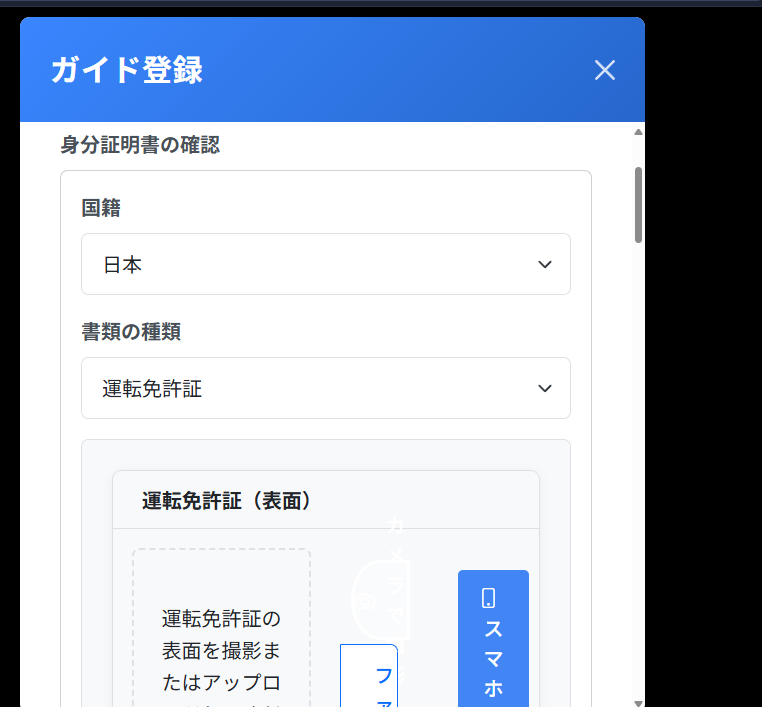 ガイド登録
身分証明書の確認
国籍
日本
書類の種類
運転免許証
運転免許証（表面）
カメラで
スマホ
運転免許証の
表面を撮影ま
たはアップロ
ファ